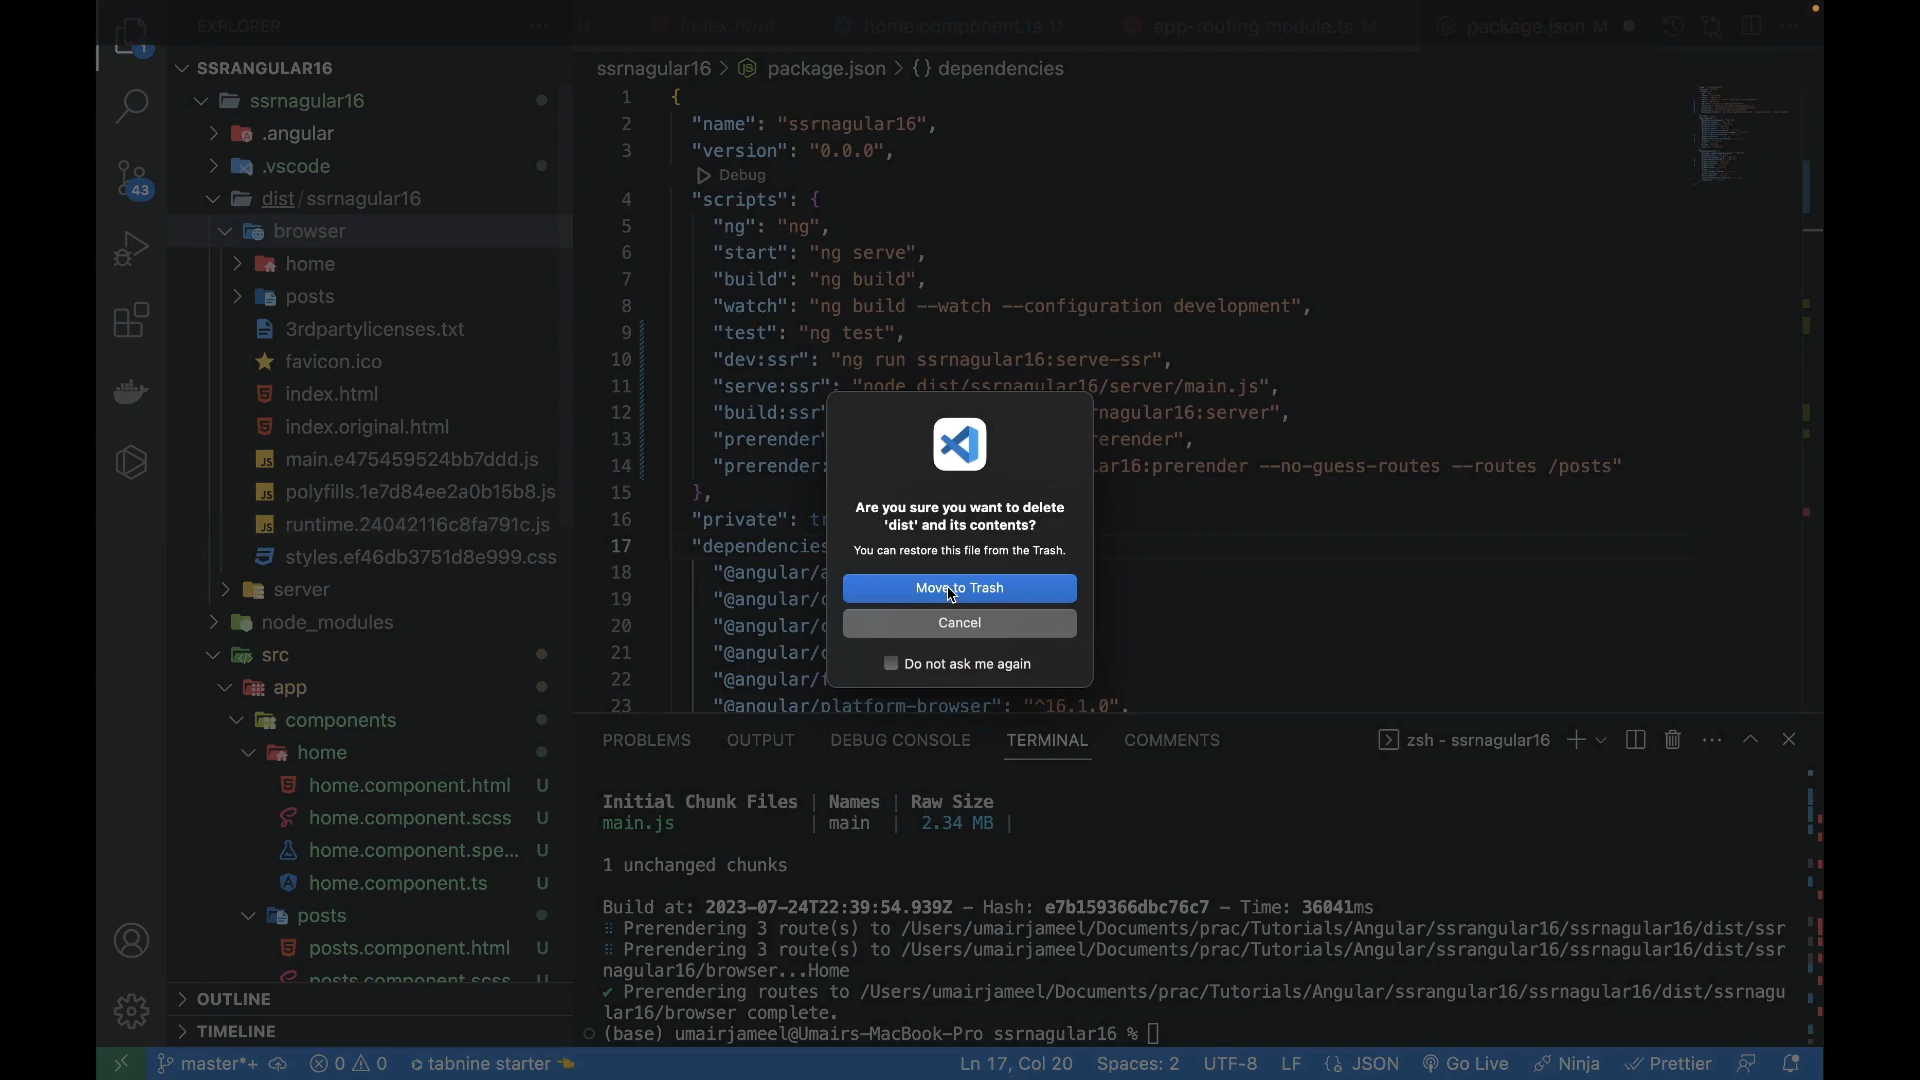 EXPLORER
SSRANGULAR16
ssrnagular16
.angular
.vscode
dist/ssrnagular16
browser
home
posts
3rdpartylicenses.txt
favicon.ico
index.html
index.original.html
main.e475459524bb7ddd.js
polyfills.1e7d84ee2a0b15b8.js
runtime.24042116c8fa791c.js
styles.ef46db3751d8e999.css
server
node_modules
src
app
components
home
home.component.html U
home.component.scss U
home.component.spe... U
home.component.ts U
posts
posts.component.html U
posts.component.scss U
OUTLINE
TIMELINE
1
43
U index.html home.component.ts U app-routing.module.ts M package.json M
ssrnagular16 > package.json > {} dependencies
1 {
2 "name": "ssrnagular16",
3 "version": "0.0.0",
Debug
4 "scripts": {
5 "ng": "ng",
6 "start": "ng serve",
7 "build": "ng build",
8 "watch": "ng build --watch --configuration development",
9 "test": "ng test",
10 "dev:ssr": "ng run ssrnagular16:serve-ssr",
11 "serve:ssr": "node dist/ssrnagular16/server/main.js",
12 "build:ssr" rnagular16:server",
13 "prerender" rerender",
14 "prerender: lar16:prerender --no-guess-routes --routes /posts"
15 },
16 "private": tr
17 "dependencies
18 "@angular/a
19 "@angular/c
20 "@angular/c
21 "@angular/c
22 "@angular/f
23 "@angular/platform-browser": "^16.1.0",
Are you sure you want to delete
'dist' and its contents?
You can restore this file from the Trash.
Move to Trash
Cancel
Do not ask me again
PROBLEMS OUTPUT DEBUG CONSOLE TERMINAL COMMENTS zsh - ssrnagular16
Initial Chunk Files | Names | Raw Size
main.js | main | 2.34 MB |
1 unchanged chunks
Build at: 2023-07-24T22:39:54.939Z - Hash: e7b159366dbc76c7 - Time: 36041ms
⠿ Prerendering 3 route(s) to /Users/umairjameel/Documents/prac/Tutorials/Angular/ssrangular16/ssrnagular16/dist/ssr
⠿ Prerendering 3 route(s) to /Users/umairjameel/Documents/prac/Tutorials/Angular/ssrangular16/ssrnagular16/dist/ssr
nagular16/browser...Home
✔ Prerendering routes to /Users/umairjameel/Documents/prac/Tutorials/Angular/ssrangular16/ssrnagular16/dist/ssrnagu
lar16/browser complete.
(base) umairjameel@Umairs-MacBook-Pro ssrnagular16 %
master*+ 0 0 tabnine starter Ln 17, Col 20 Spaces: 2 UTF-8 LF {} JSON Go Live Ninja Prettier